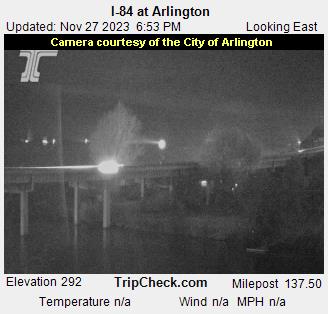 I-84 at Arlington
Updated: Nov 27 2023 6:53 PM Looking East
Camera courtesy of the City of Arlington
Elevation 292 TripCheck.com Milepost 137.50
Temperature n/a Wind n/a MPH n/a